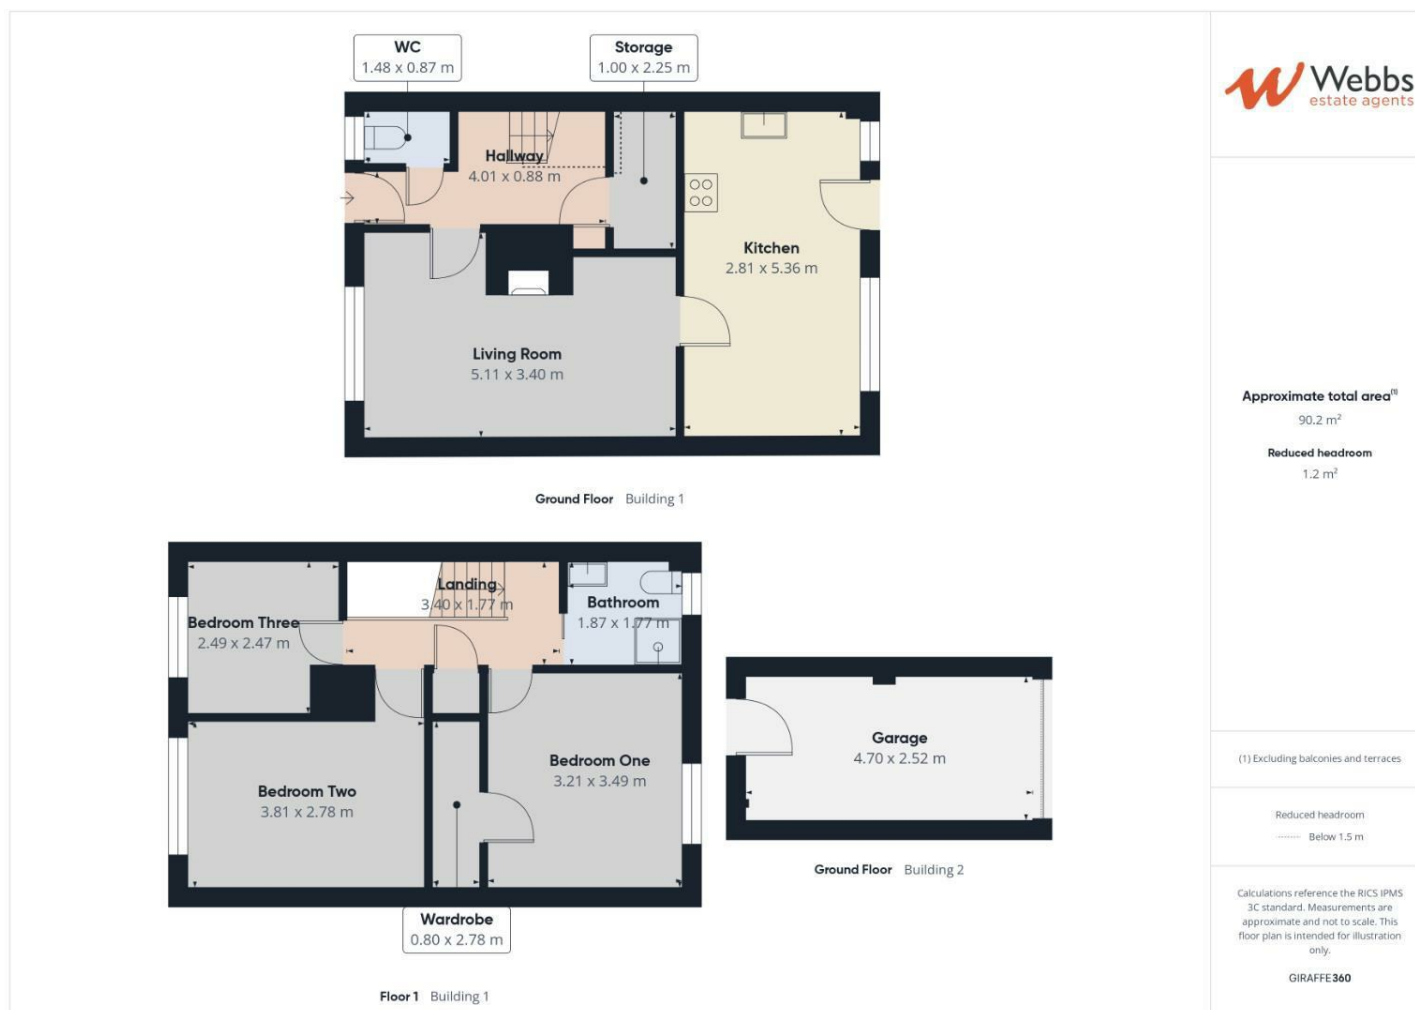 WC
1.48 x 0.87 m
Storage
1.00 x 2.25 m
Hallway
4.01 x 0.88 m
Kitchen
2.81 x 5.36 m
Living Room
5.11 x 3.40 m
Ground Floor Building 1
Landing
3.40 x 1.77 m
Bathroom
1.87 x 1.77 m
Bedroom Three
2.49 x 2.47 m
Bedroom One
3.21 x 3.49 m
Bedroom Two
3.81 x 2.78 m
Wardrobe
0.80 x 2.78 m
Floor 1 Building 1
Garage
4.70 x 2.52 m
Ground Floor Building 2
Webbs
estate agents
Approximate total area(1)
90.2 m²
Reduced headroom
1.2 m²
(1) Excluding balconies and terraces
Reduced headroom
Below 1.5 m
Calculations reference the RICS IPMS
3C standard. Measurements are
approximate and not to scale. This
floor plan is intended for illustration
only.
GIRAFFE360